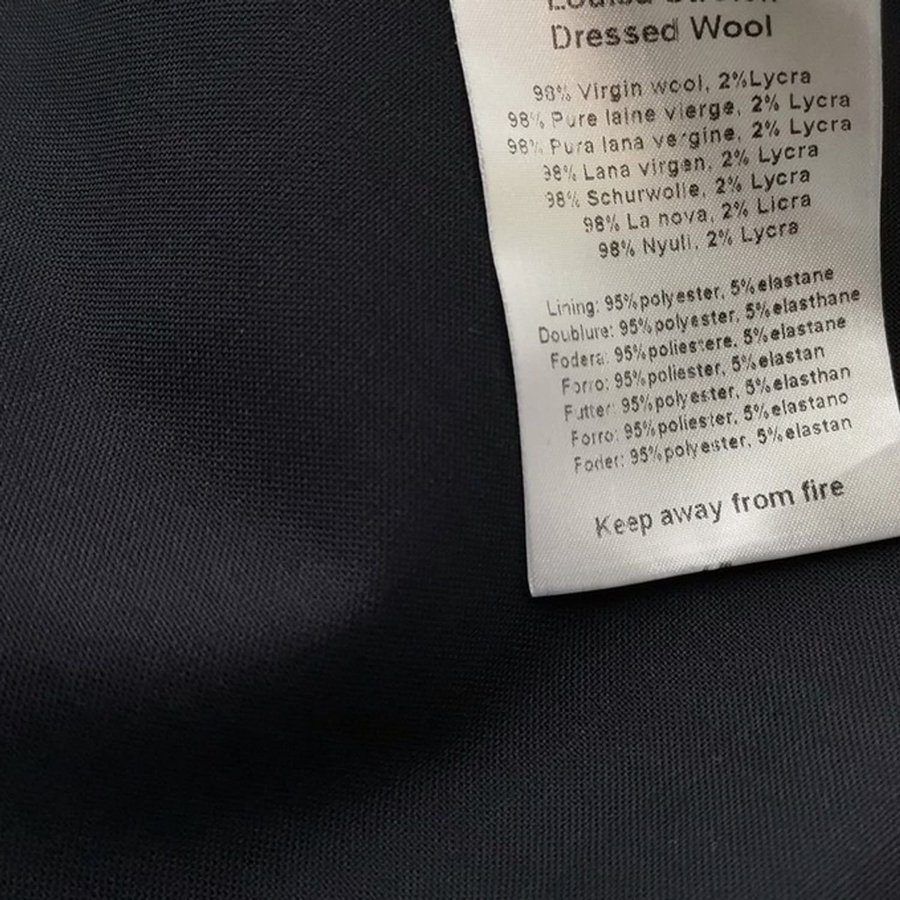 Dressed Wool
98% Virgin wool, 2%Lycra
98% Pure laine vierge, 2% Lycra
98% Pura lana vergine, 2% Lycra
98% Lana virgen, 2% Lycra
98% Schurwolle, 2% Lycra
98% La nova, 2% Licra
98% Nyuli, 2% Lycra
Lining: 95%polyester, 5%elastane
Doublure: 95%polyester, 5%elasthane
Fodera: 95%poliestere, 5%elastane
Forro: 95%poliester, 5%elastan
Futter: 95%polyester, 5%elasthan
Forro: 95%poliester, 5%elastano
Foder: 95%polyester, 5%elastan
Keep away from fire